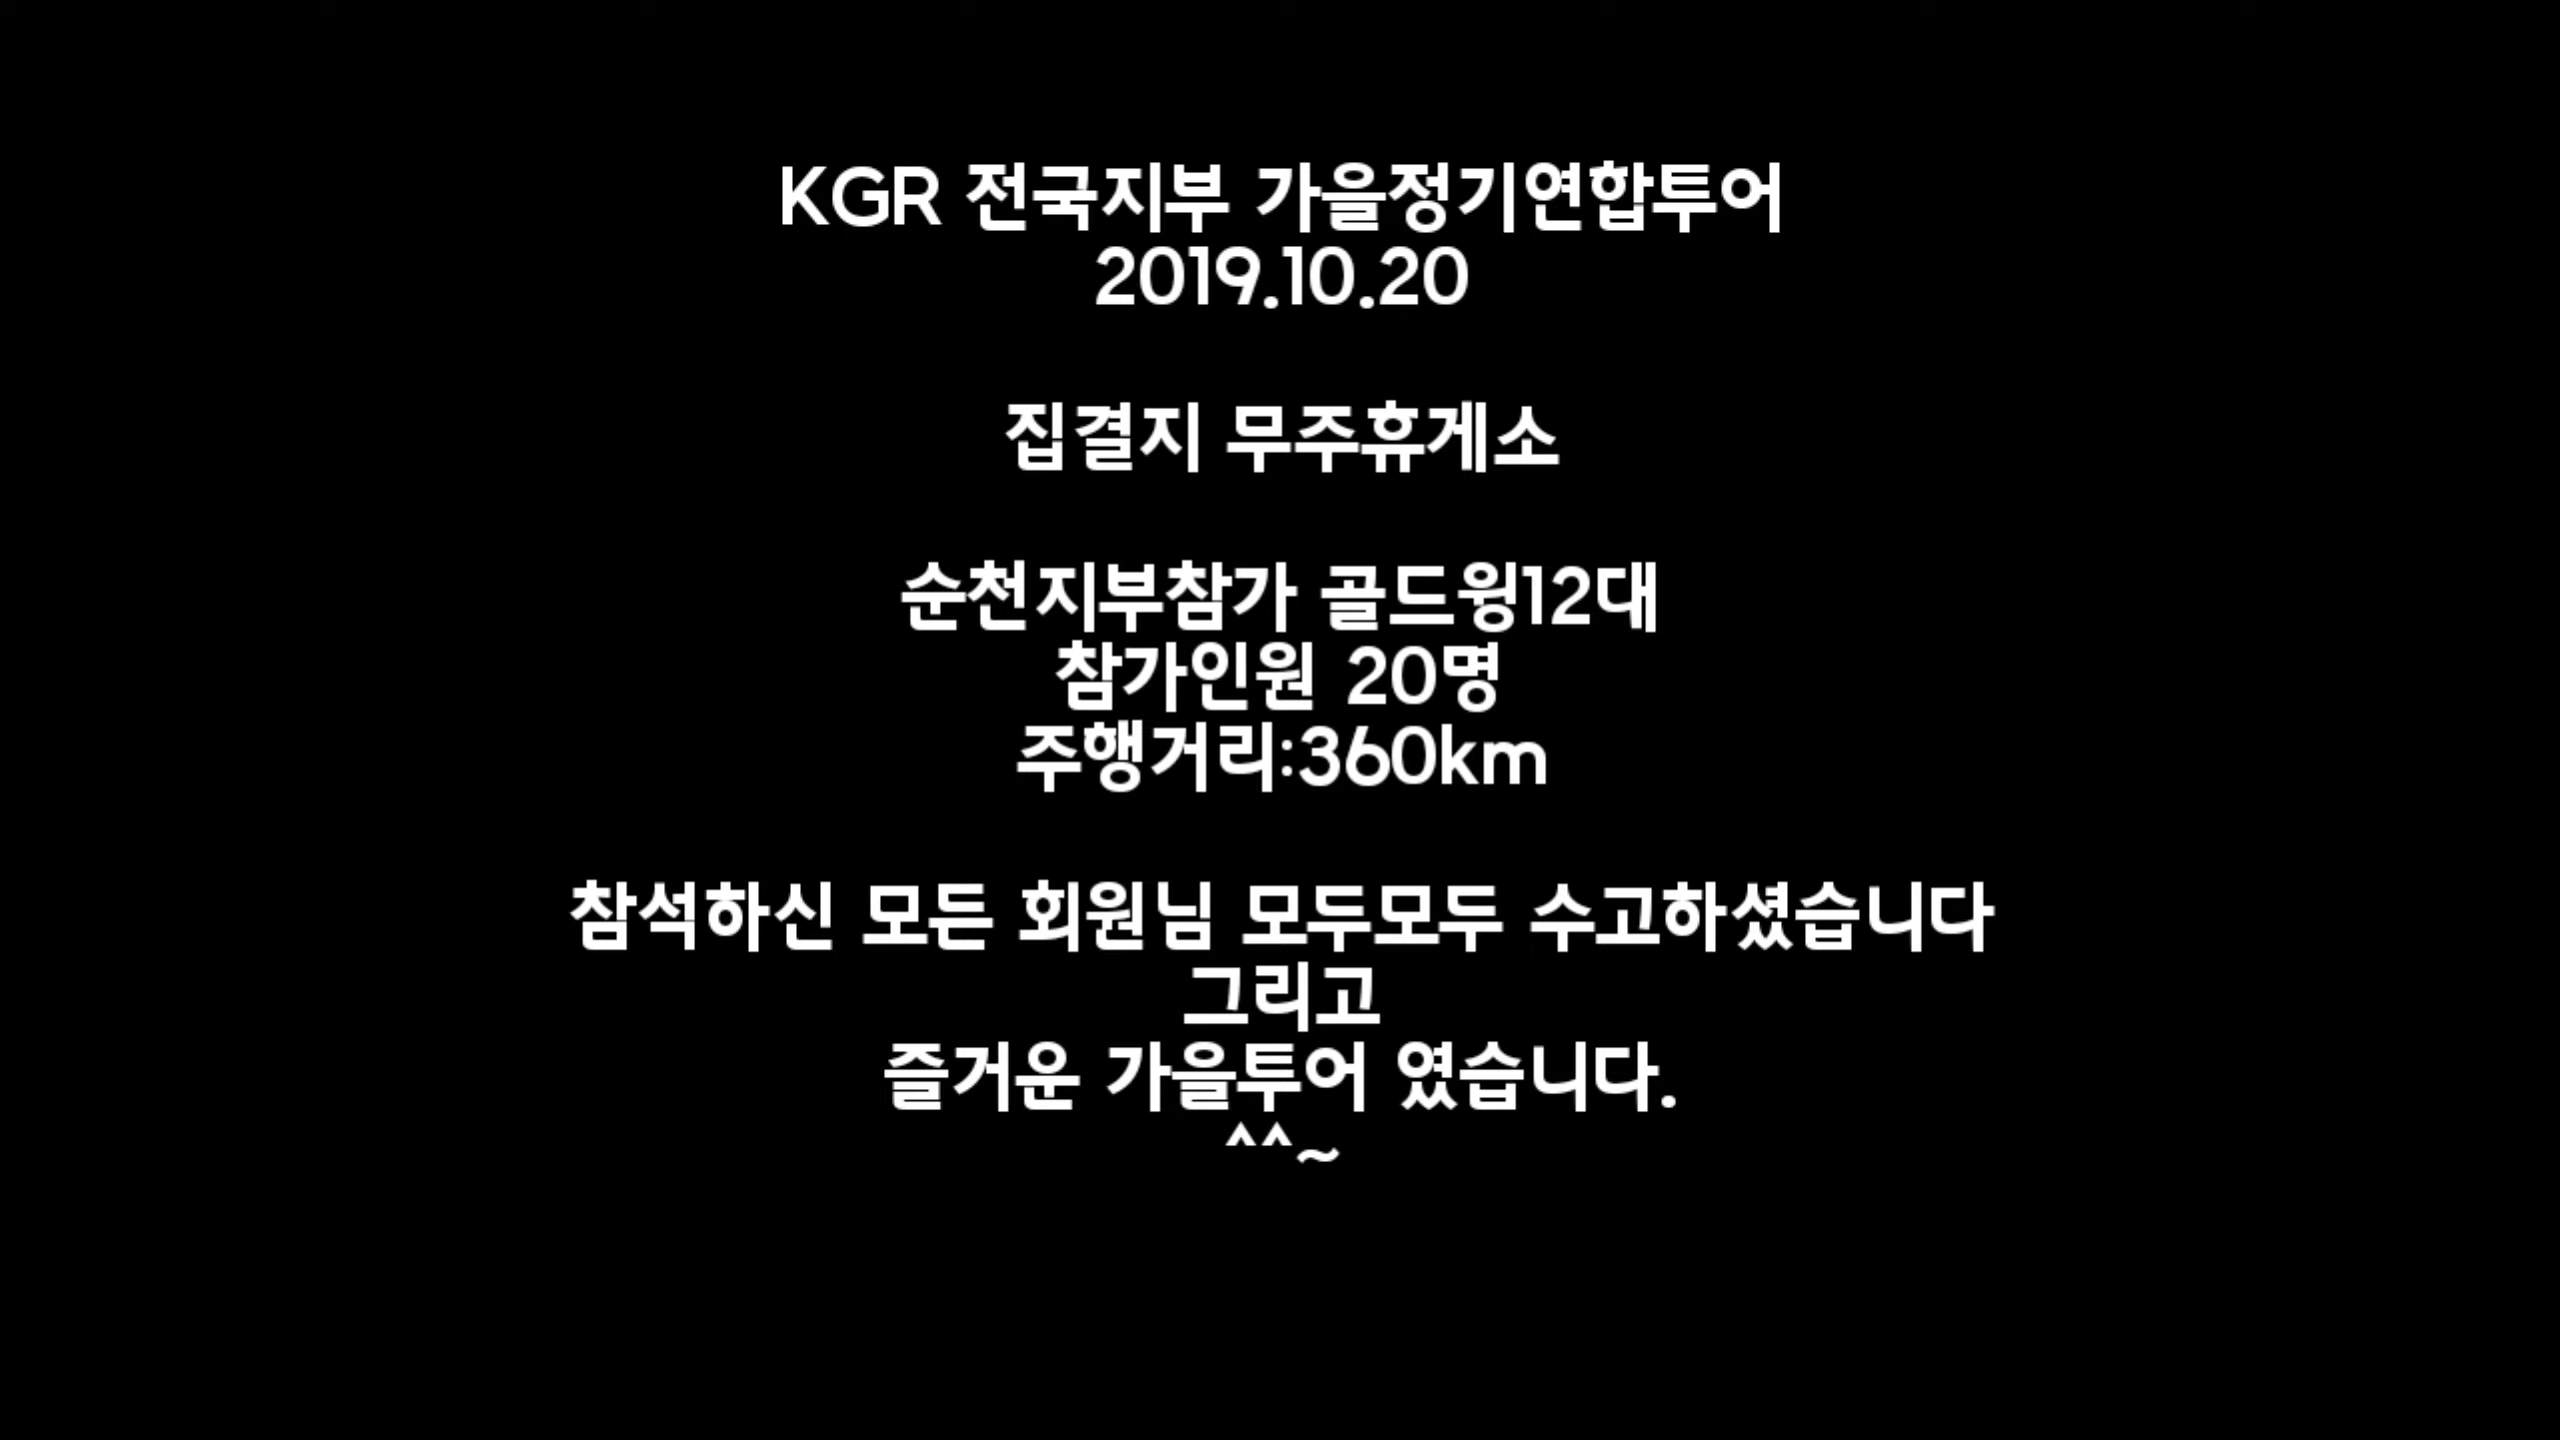 KGR 전국지부 가을정기연합투어
2019.10.20
집결지 무주휴게소
순천지부참가 골드윙12대
참가인원 20명
주행거리:360km
참석하신 모든 회원님 모두모두 수고하셨습니다
그리고
즐거운 가을투어 였습니다.
^^~